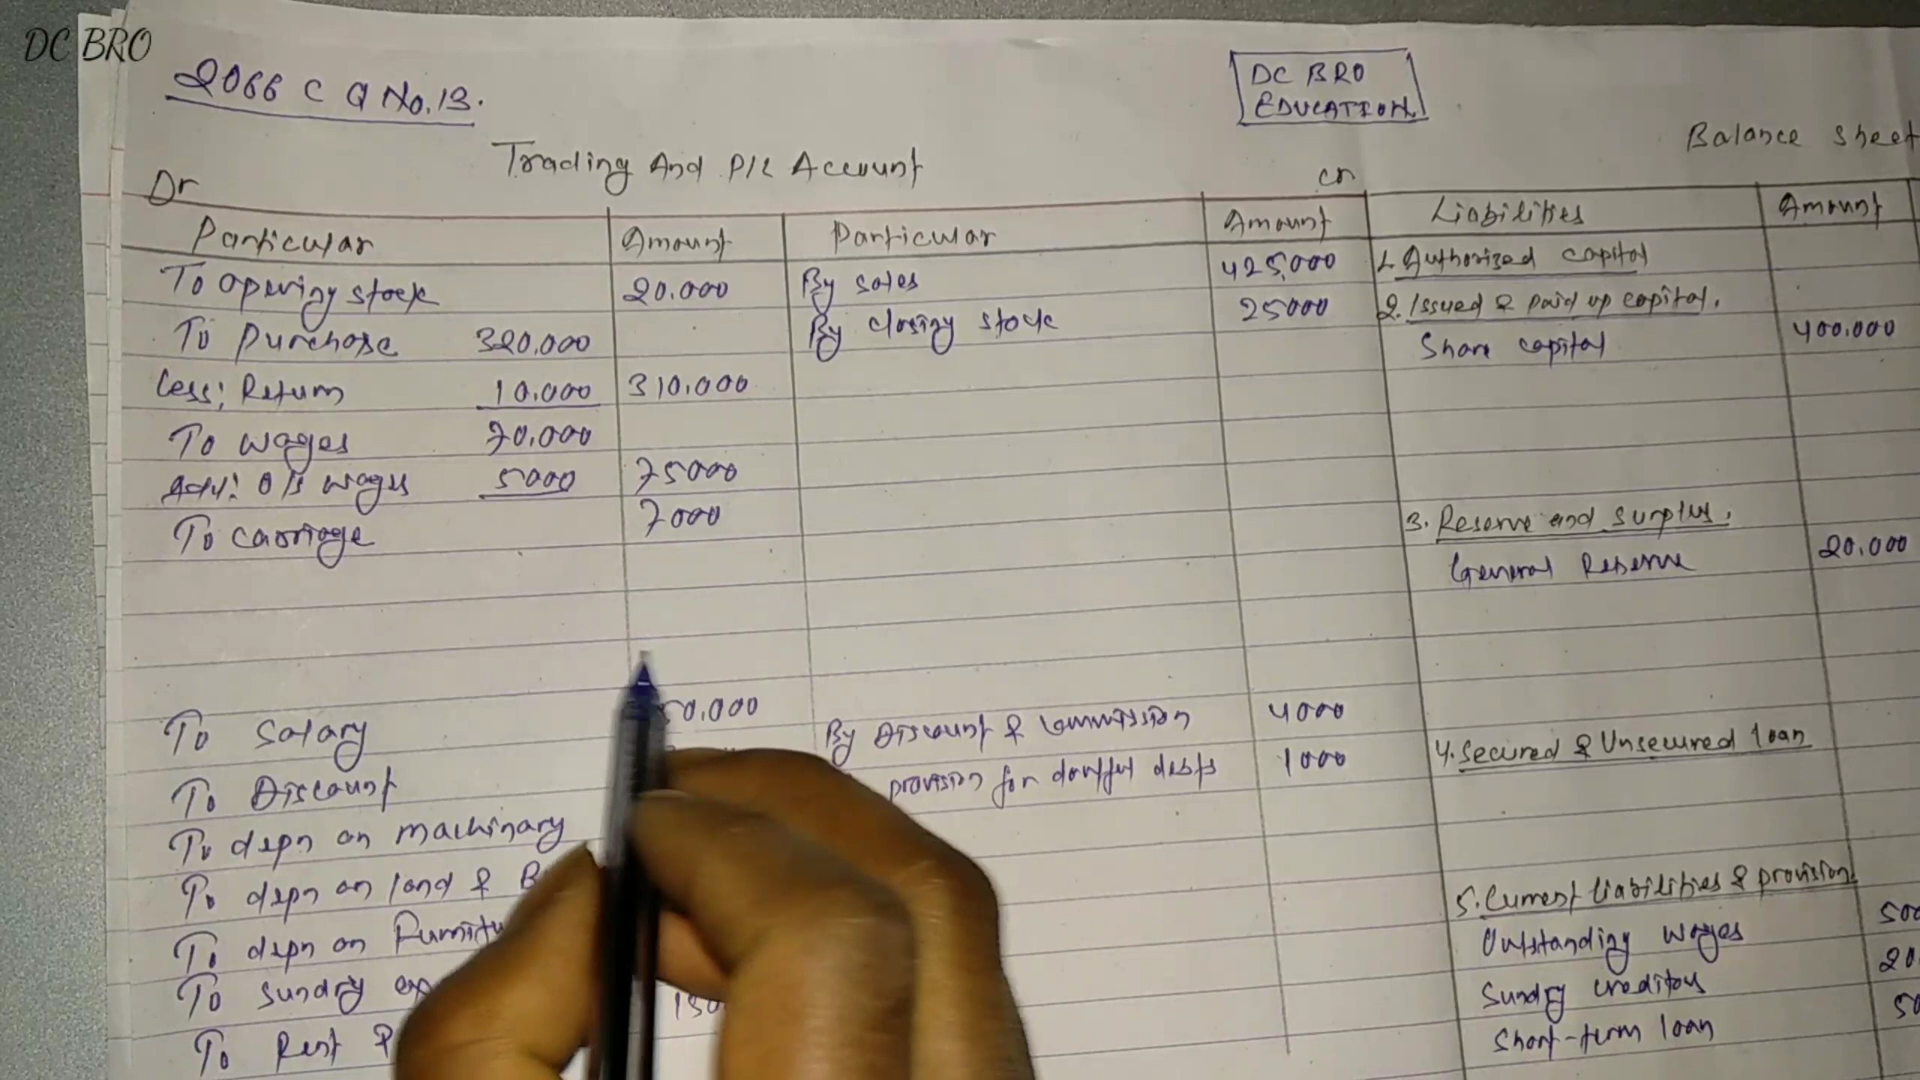 DC BRO
2066 C Q No. 13.
DC BRO
EDUCATION
Trading And P/L Account
Balance Sheet
Dr
Cr
Particular Amount Particular Amount
Liabilities Amount
To opening stock 20,000 By sales 425,000
1. Authorized capital
To Purchase 320,000 By closing stock 25000
2. Issued & paid up capital.
Less: Return 10,000 310,000
Share capital 400,000
To wages 70,000
Add: O/s wages 5000 75000
To carriage 7000
3. Reserve and surplus.
General Reserve 20,000
To Salary 50,000 By Discount & commission 4000
4. Secured & Unsecured loan
To Discount provision for doutful debts 1000
To depn on machinary
To depn on land &
5. Current liabilities & provision.
To depn on
Outstanding wages
To sundry
Sundry creditors
To Rent
Short-term loan